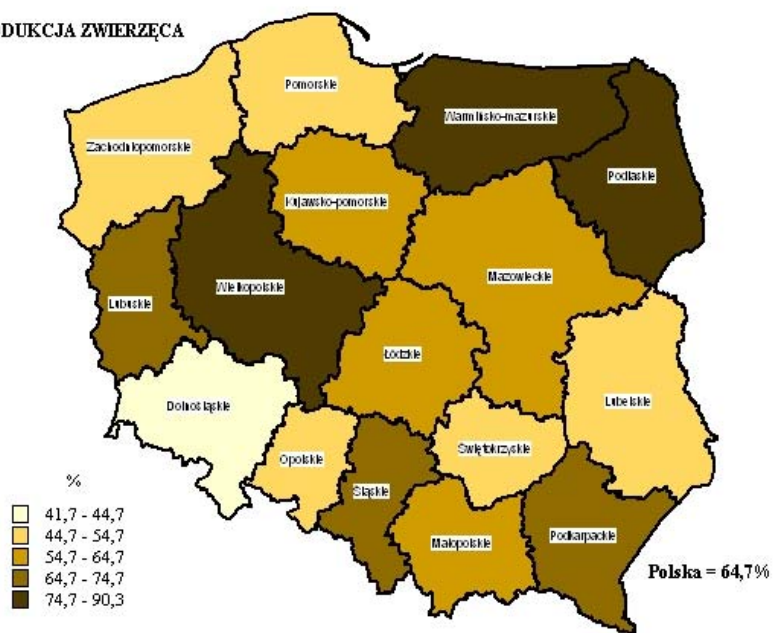 DUKCJA ZWIERZĘCA
Pomorskie
Warmińsko-mazurskie
Zachodniopomorskie
Podlaskie
Kujawsko-pomorskie
Mazowieckie
Wielkopolskie
Lubuskie
Łódzkie
Lubelskie
Dolnośląskie
Świętokrzyskie
Opolskie
Śląskie
Podkarpackie
Małopolskie
%
41,7 - 44,7
44,7 - 54,7
54,7 - 64,7
64,7 - 74,7
74,7 - 90,3
Polska = 64,7%